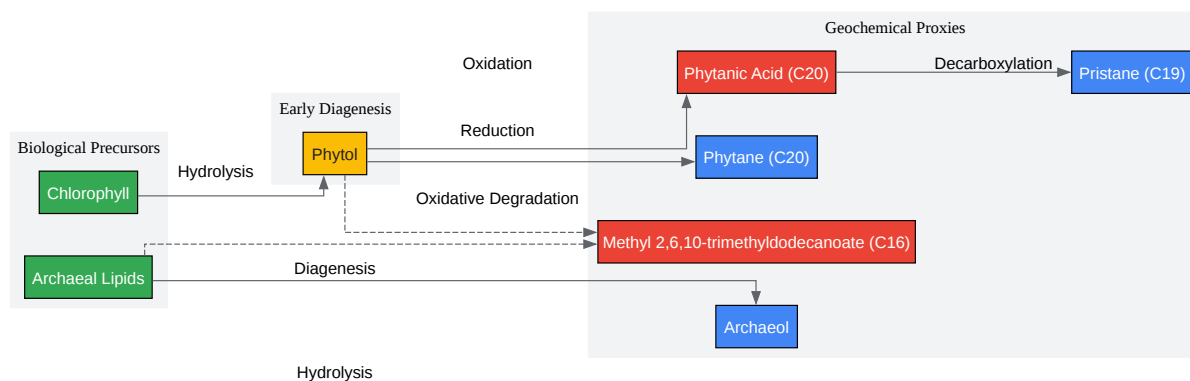 Geochemical Proxies
Oxidation
Phytanic Acid (C20)
Decarboxylation
Pristane (C19)
Early Diagenesis
Reduction
Biological Precursors
Phytol
Phytane (C20)
Hydrolysis
Chlorophyll
Oxidative Degradation
Methyl 2,6,10-trimethyldodecanoate (C16)
Archaeal Lipids
Diagenesis
Archaeol
Hydrolysis